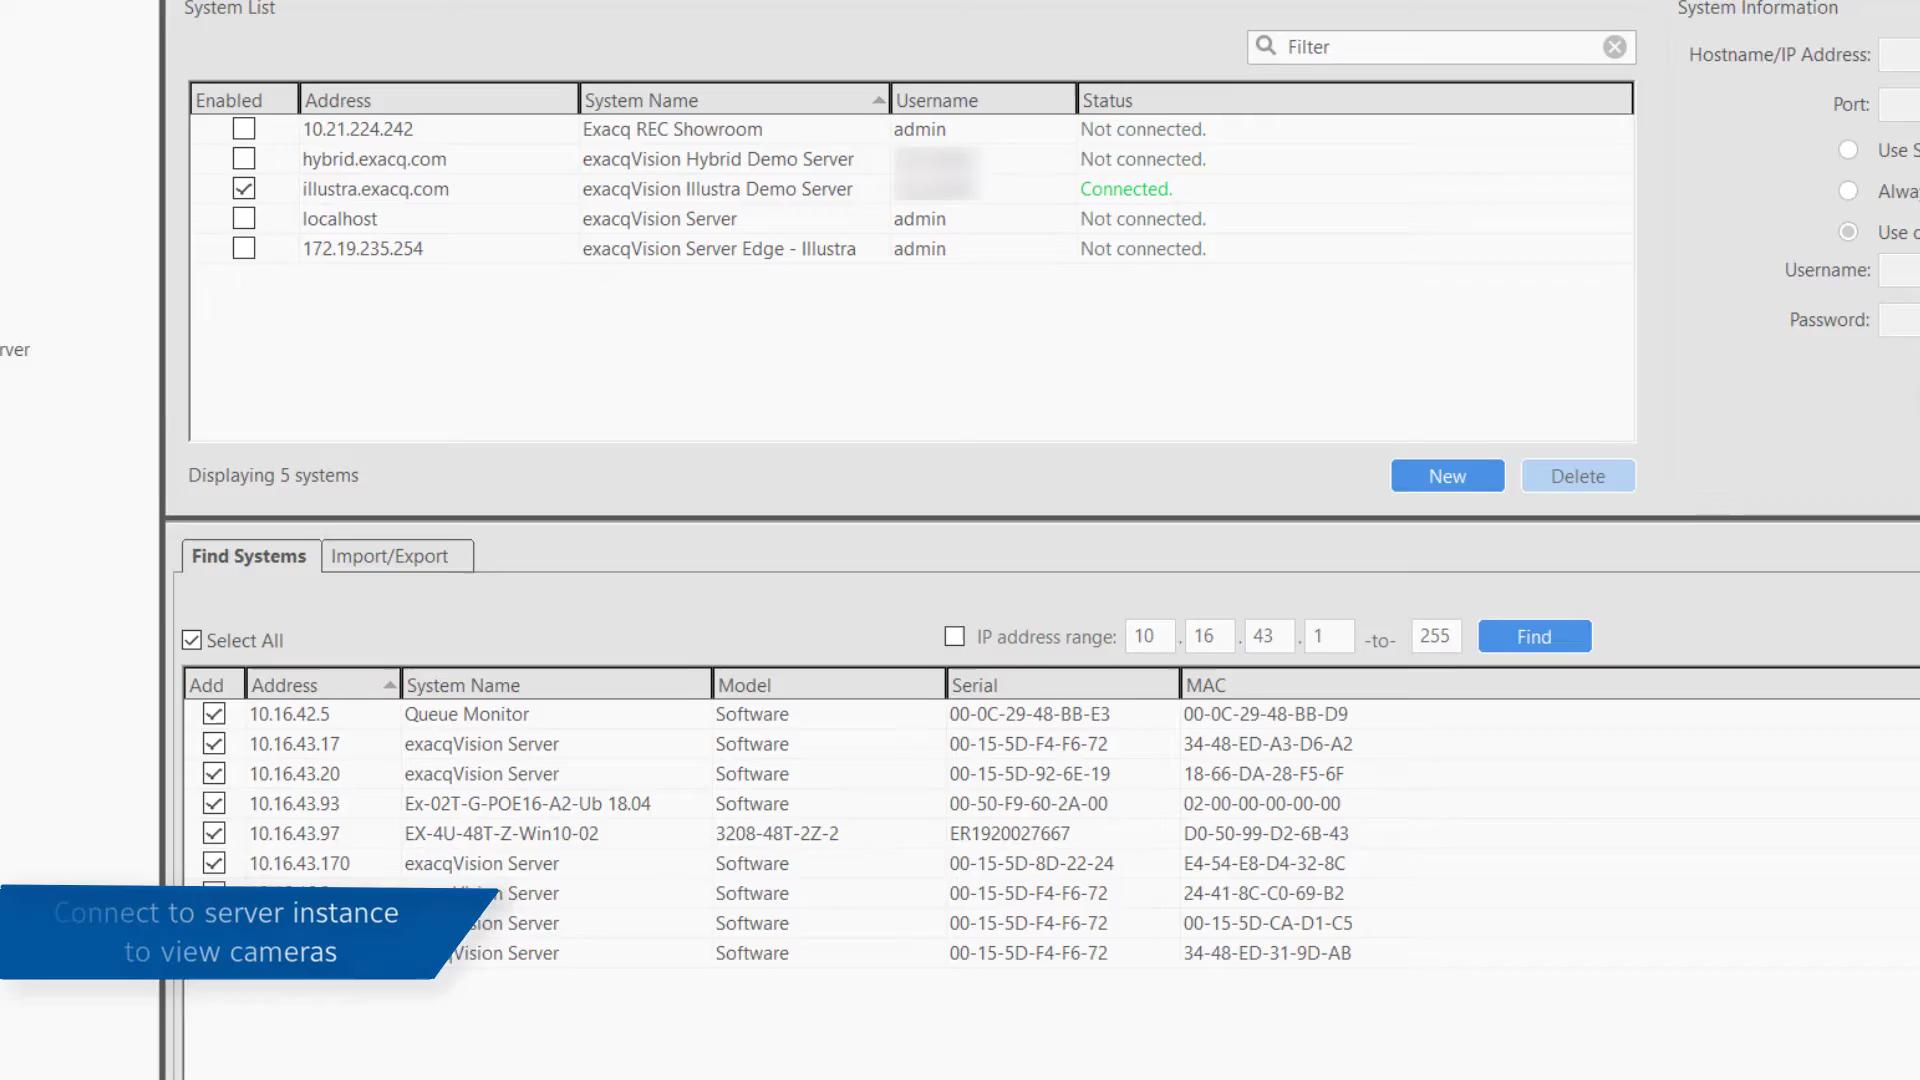 System List
System Information
Filter
Hostname/IP Address:
Enabled Address System Name Username Status
Port:
10.21.224.242 Exacq REC Showroom admin Not connected.
hybrid.exacq.com exacqVision Hybrid Demo Server Not connected.
Use
illustra.exacq.com exacqVision Illustra Demo Server Connected.
localhost exacqVision Server admin Not connected.
Use
172.19.235.254 exacqVision Server Edge - Illustra admin Not connected.
Username:
Password:
rver
Displaying 5 systems
New Delete
Find Systems Import/Export
Select All IP address range: 10 . 16 . 43 . 1 -to- 255 Find
Add Address System Name Model Serial MAC
10.16.42.5 Queue Monitor Software 00-0C-29-48-BB-E3 00-0C-29-48-BB-D9
10.16.43.17 exacqVision Server Software 00-15-5D-F4-F6-72 34-48-ED-A3-D6-A2
10.16.43.20 exacqVision Server Software 00-15-5D-92-6E-19 18-66-DA-28-F5-6F
10.16.43.93 Ex-02T-G-POE16-A2-Ub 18.04 Software 00-50-F9-60-2A-00 02-00-00-00-00-00
10.16.43.97 EX-4U-48T-Z-Win10-02 3208-48T-2Z-2 ER1920027667 D0-50-99-D2-6B-43
10.16.43.170 exacqVision Server Software 00-15-5D-8D-22-24 E4-54-E8-D4-32-8C
Server Software 00-15-5D-F4-F6-72 24-41-8C-C0-69-B2
Server Software 00-15-5D-F4-F6-72 00-15-5D-CA-D1-C5
Vision Server Software 00-15-5D-F4-F6-72 34-48-ED-31-9D-AB
Connect to server instance
to view cameras